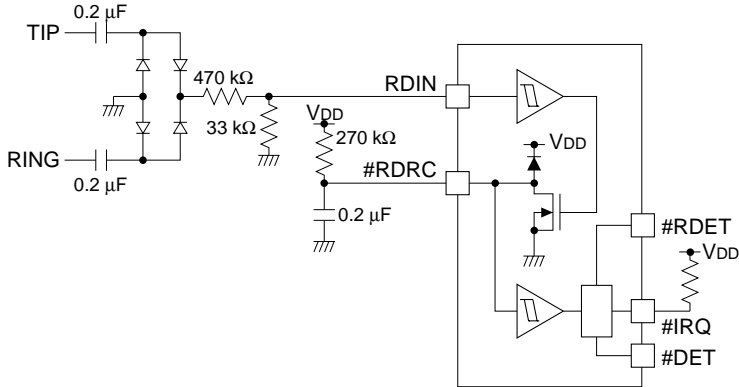 0.2 µF
TIP
470 kΩ
RDIN
VDD
33 kΩ
270 kΩ
VDD
RING
0.2 µF
#RDRC
0.2 µF
#RDET
VDD
#IRQ
#DET